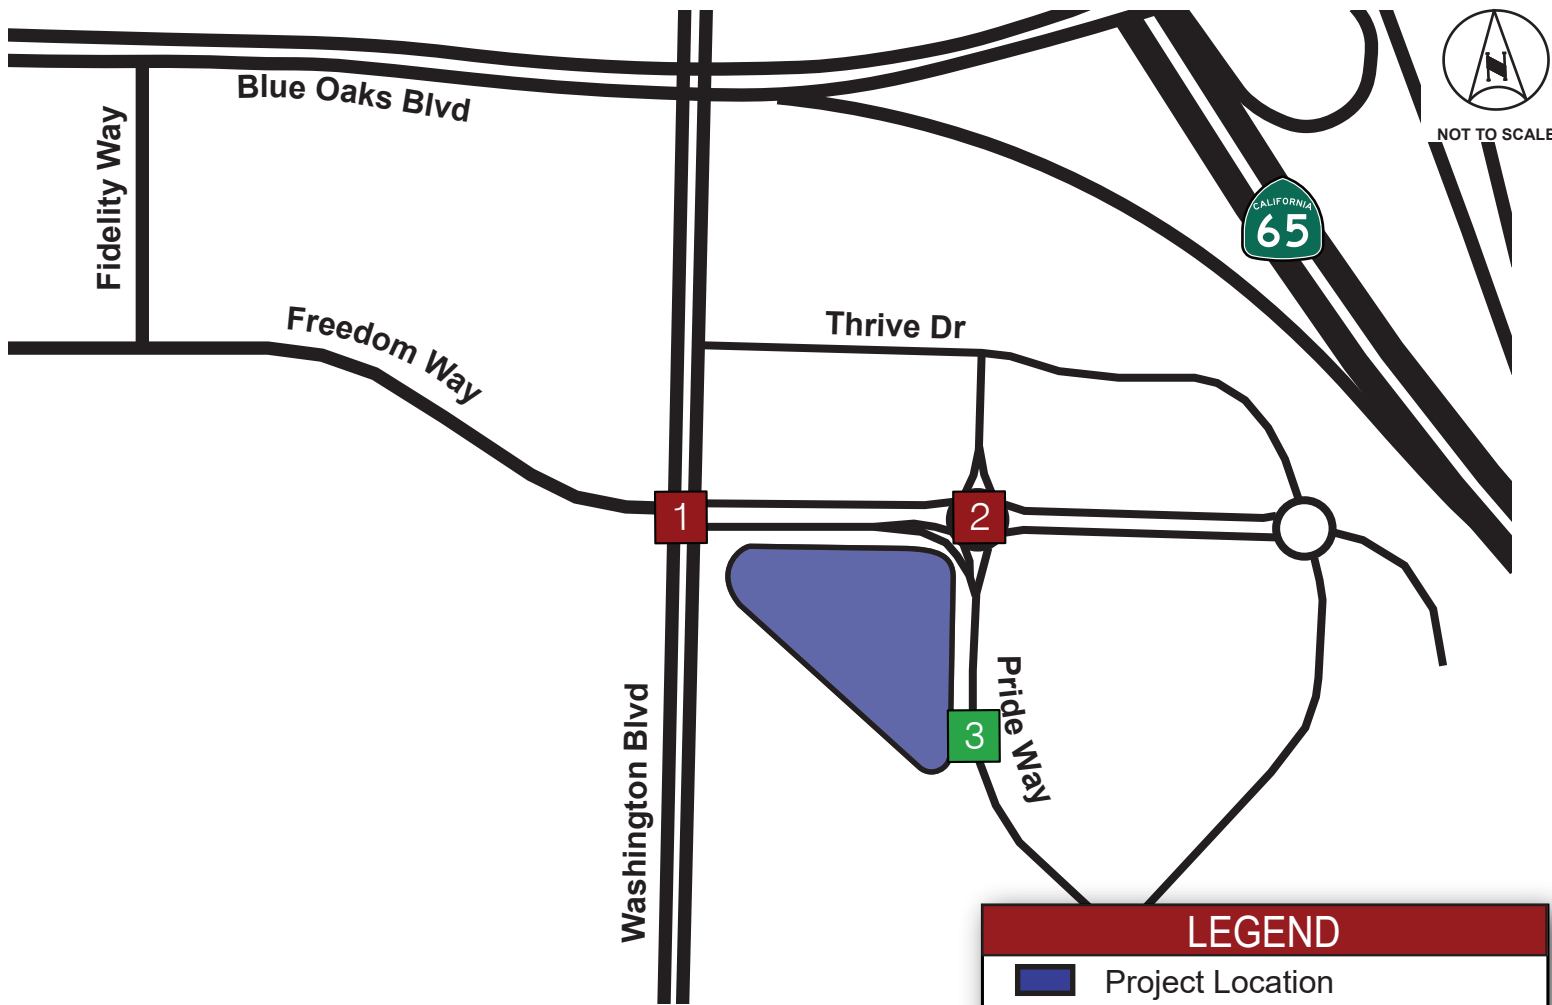 Blue Oaks Blvd
N
NOT TO SCALE
Fidelity Way
CALIFORNIA
65
Freedom Way
Thrive Dr
1
2
Pride Way
3
Washington Blvd
LEGEND
Project Location